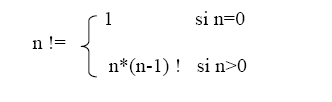 1 si n=0
n !=
n*(n-1) ! si n>0